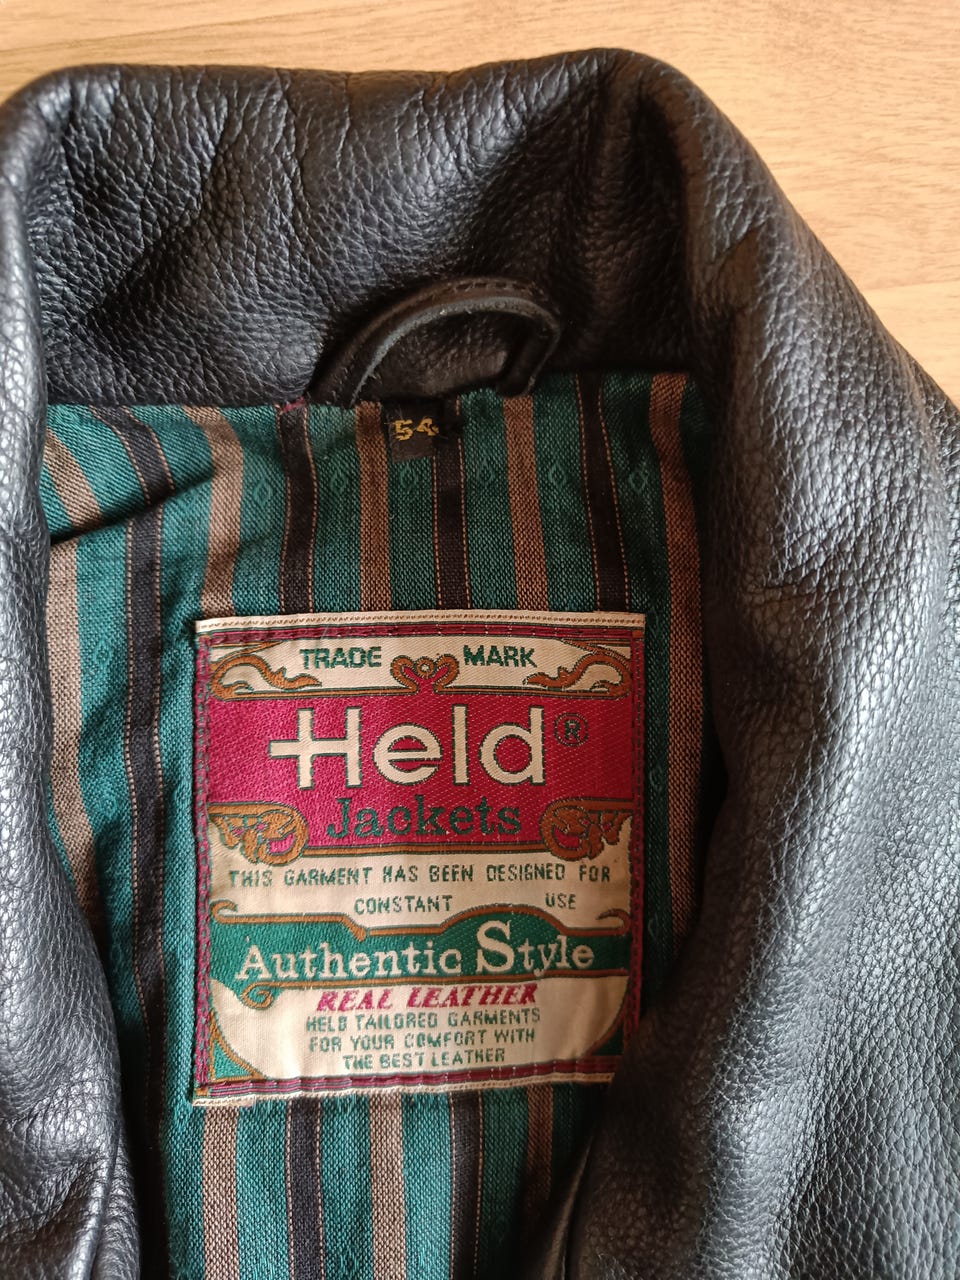 54
TRADE MARK
Held®
Jackets
THIS GARMENT HAS BEEN DESIGNED FOR
CONSTANT USE
Authentic Style
REAL LEATHER
HELD TAILORED GARMENTS
FOR YOUR COMFORT WITH
THE BEST LEATHER